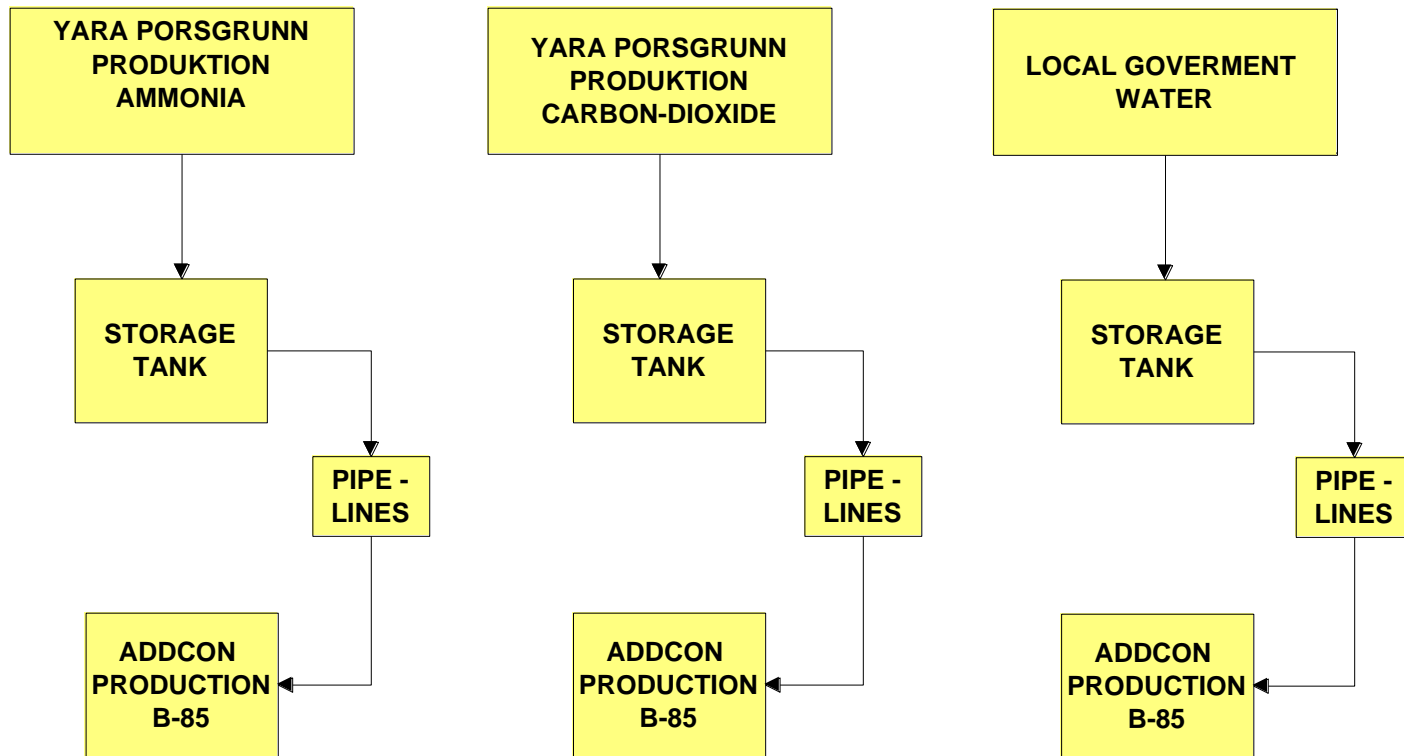 YARA PORSGRUNN
PRODUKTION
AMMONIA
YARA PORSGRUNN
PRODUKTION
CARBON-DIOXIDE
LOCAL GOVERMENT
WATER
STORAGE
TANK
STORAGE
TANK
STORAGE
TANK
PIPE -
LINES
PIPE -
LINES
PIPE -
LINES
ADDCON
PRODUCTION
B-85
ADDCON
PRODUCTION
B-85
ADDCON
PRODUCTION
B-85